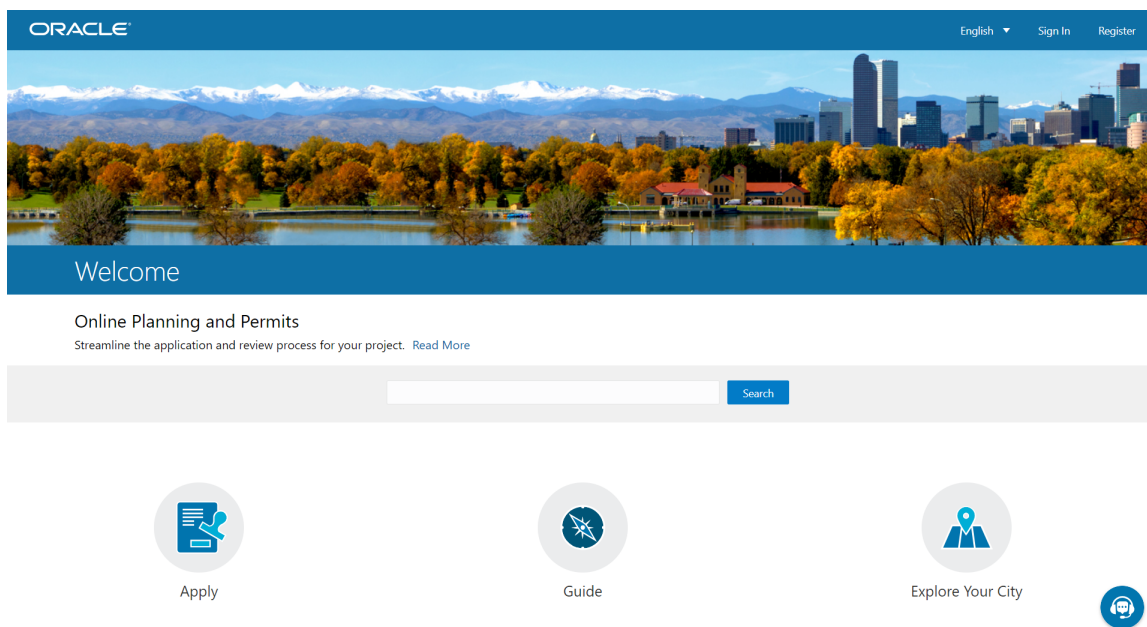 ORACLE
English Sign In Register
Welcome
Online Planning and Permits
Streamline the application and review process for your project. Read More
Search
Apply Guide Explore Your City